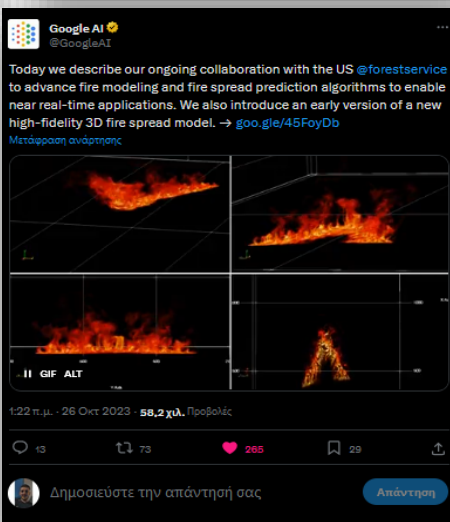 Google AI
@GoogleAI
Today we describe our ongoing collaboration with the US @forestservice
to advance fire modeling and fire spread prediction algorithms to enable
near real-time applications. We also introduce an early version of a new
high-fidelity 3D fire spread model. → goo.gle/45FoyDb
Μετάφραση ανάρτησης
GIF ALT
1:22 π.μ. · 26 Οκτ 2023 · 58,2 χιλ. Προβολές
13 73 265 29
Δημοσιεύστε την απάντησή σας
Απάντηση